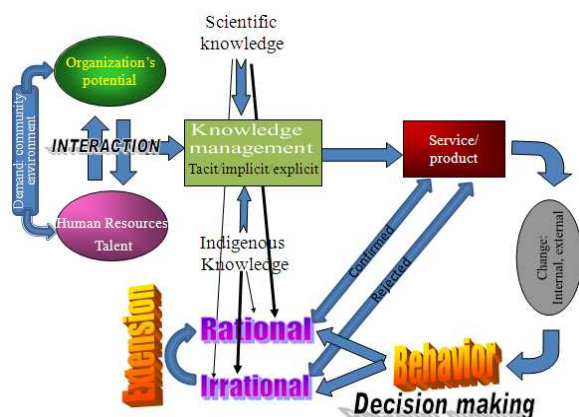 Scientific
knowledge
Organization's
potential
Demand: community
environment
INTERACTION
Knowledge
management
Tacit/implicit/explicit
Service/
product
Human Resources
Talent
Indigenous
Knowledge
Confirmed
Rejected
Change:
Internal, external
Extension
Rational
Irrational
Behavior
Decision making